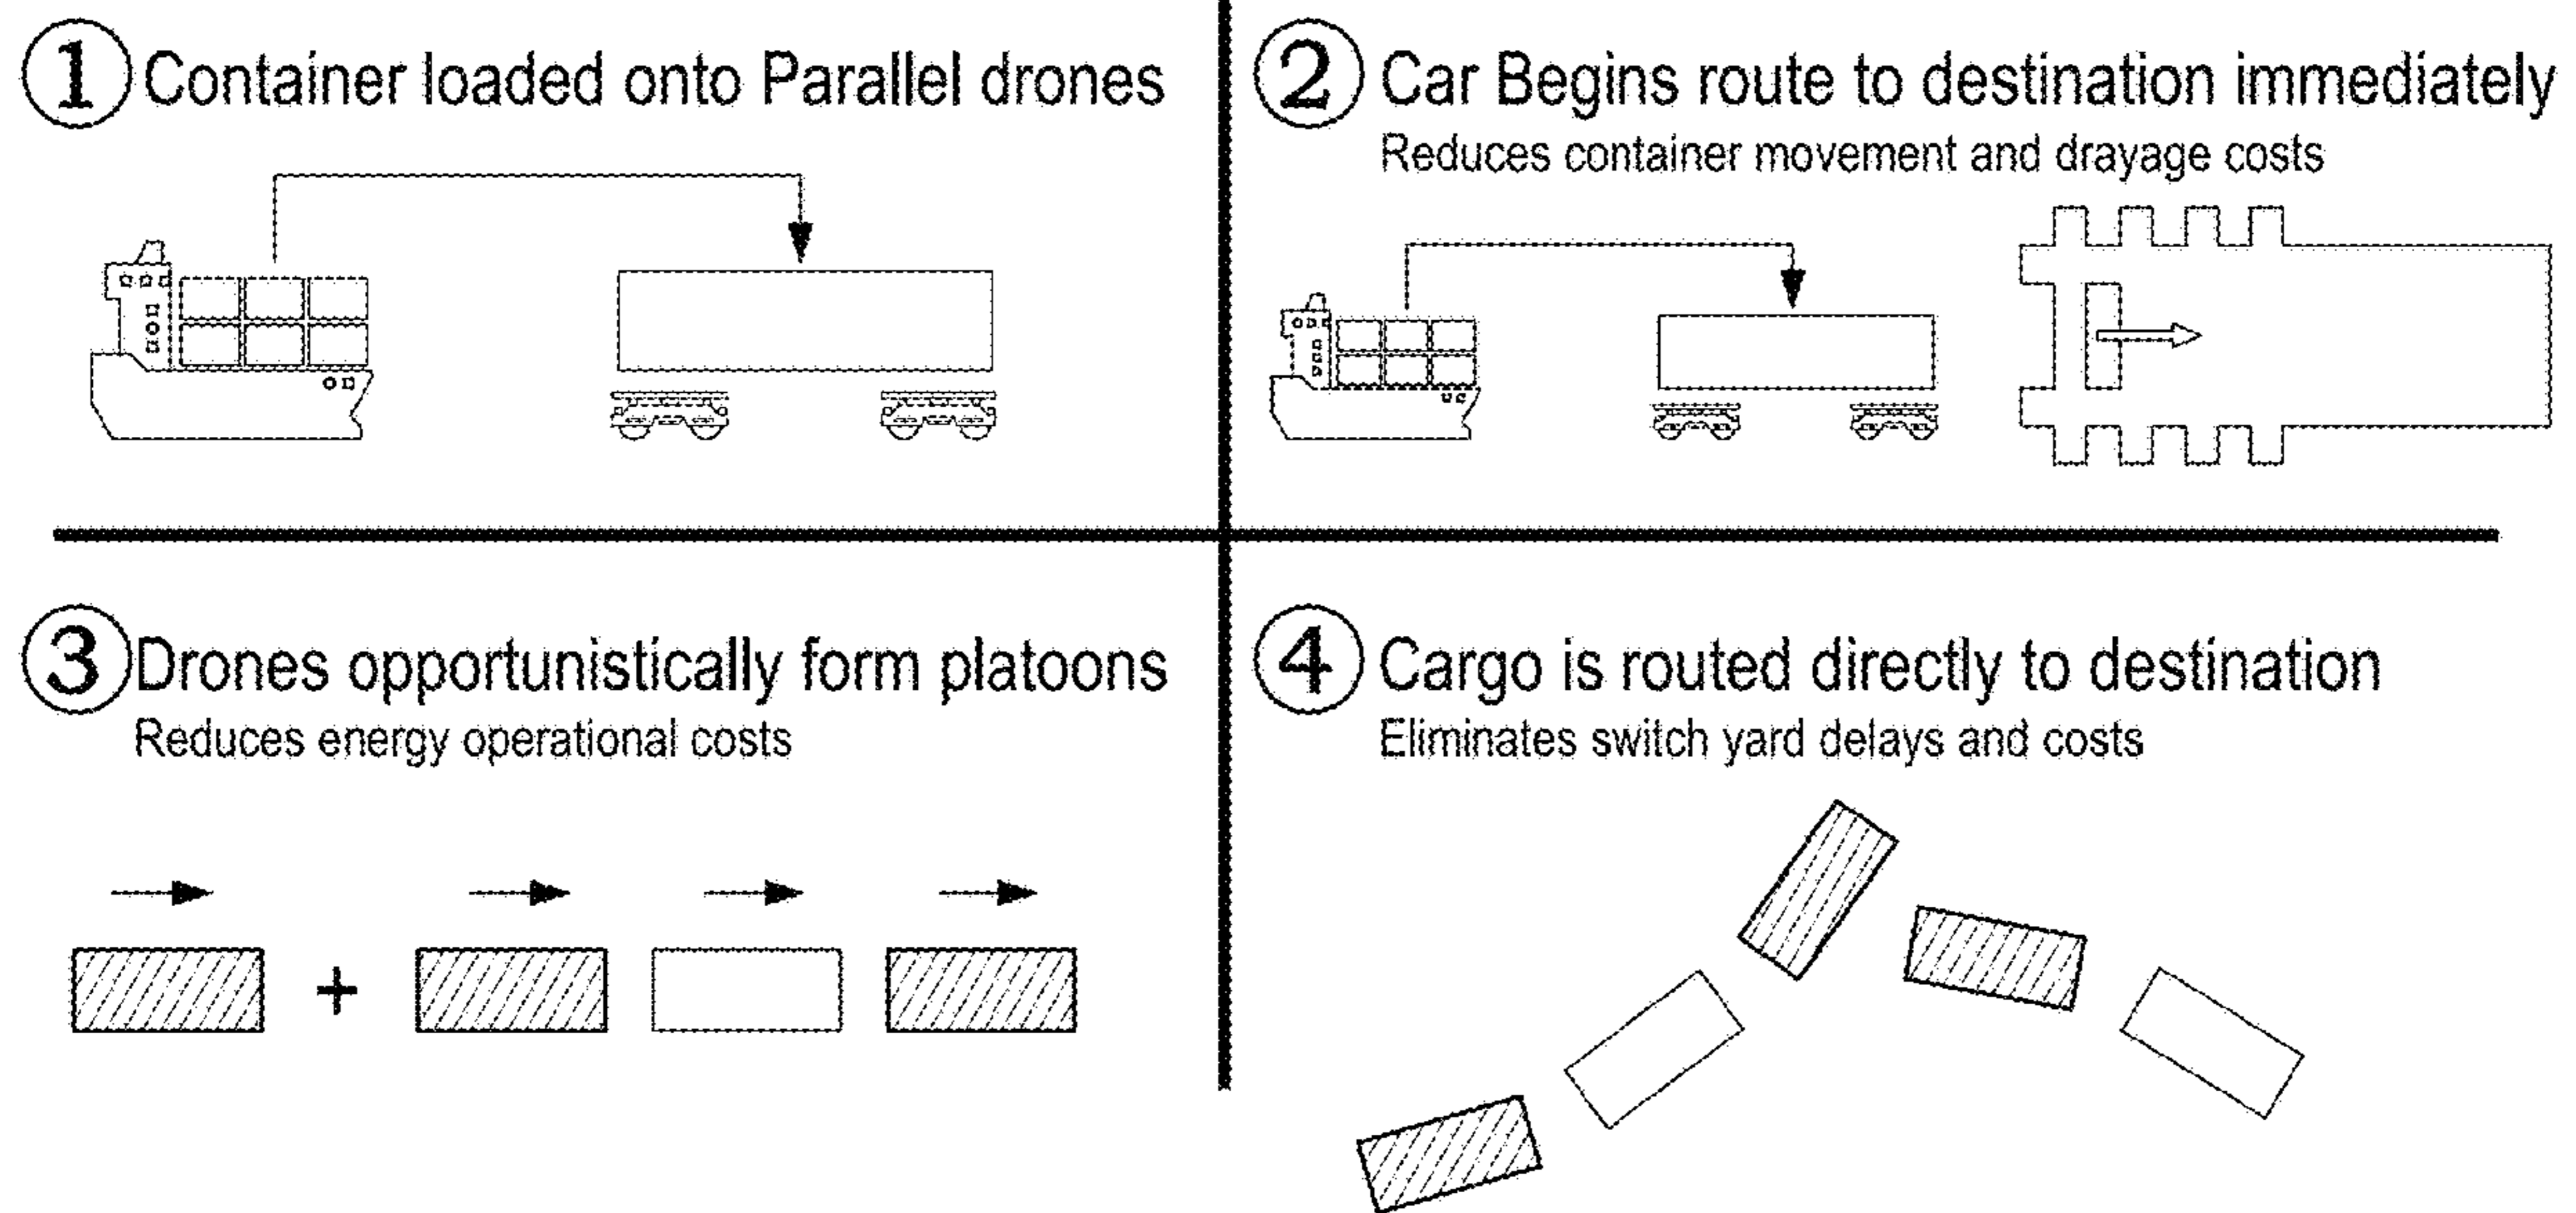 1 Container loaded onto Parallel drones
2 Car Begins route to destination immediately
Reduces container movement and drayage costs
3 Drones opportunistically form platoons
Reduces energy operational costs
+
4 Cargo is routed directly to destination
Eliminates switch yard delays and costs